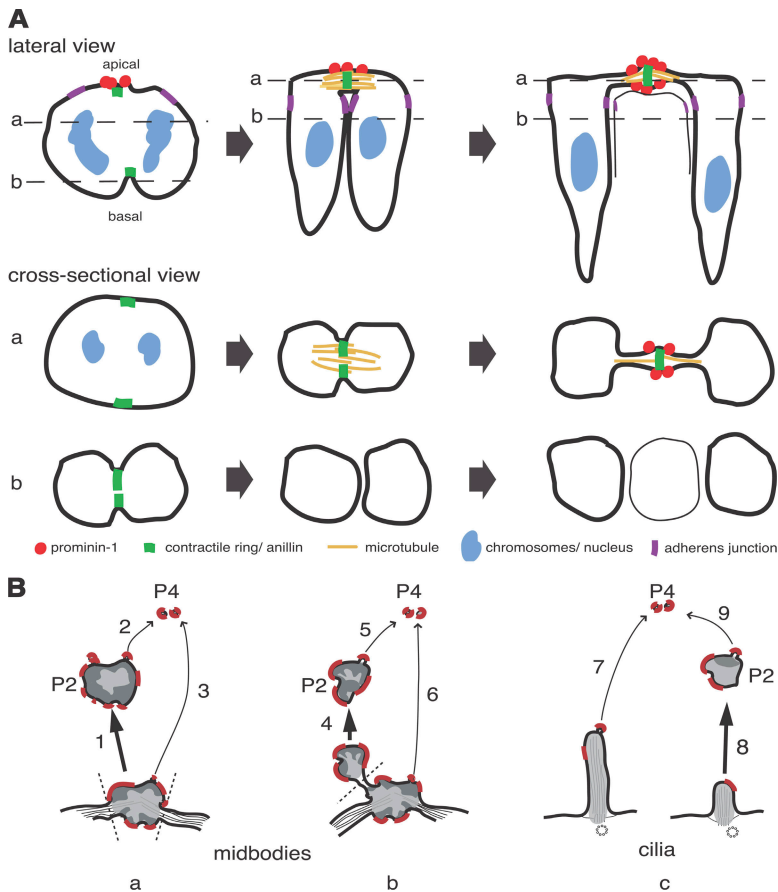 A
lateral view
apical
a
b
basal
a
b
a
b
cross-sectional view
a
b
prominin-1
contractile ring/ anillin
microtubule
chromosomes/ nucleus
adherens junction
B
P4
2
P2
3
1
P4
5
P2
6
4
P4
9
7
P2
8
midbodies
cilia
a
b
c